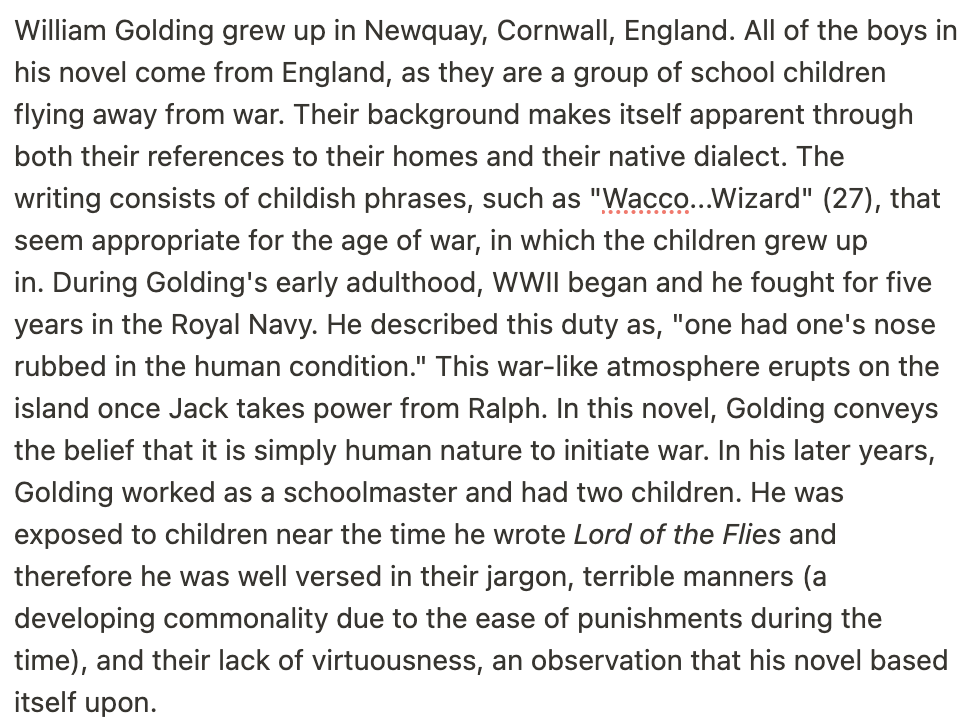 William Golding grew up in Newquay, Cornwall, England. All of the boys in
his novel come from England, as they are a group of school children
flying away from war. Their background makes itself apparent through
both their references to their homes and their native dialect. The
writing consists of childish phrases, such as "Wacco...Wizard" (27), that
seem appropriate for the age of war, in which the children grew up
in. During Golding's early adulthood, WWII began and he fought for five
years in the Royal Navy. He described this duty as, "one had one's nose
rubbed in the human condition." This war-like atmosphere erupts on the
island once Jack takes power from Ralph. In this novel, Golding conveys
the belief that it is simply human nature to initiate war. In his later years,
Golding worked as a schoolmaster and had two children. He was
exposed to children near the time he wrote Lord of the Flies and
therefore he was well versed in their jargon, terrible manners (a
developing commonality due to the ease of punishments during the
time), and their lack of virtuousness, an observation that his novel based
itself upon.